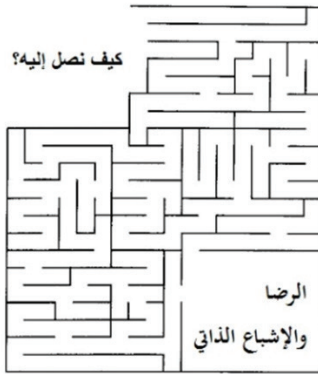 كيف نصل إليه؟
الرضا
والإشباع الذاتي